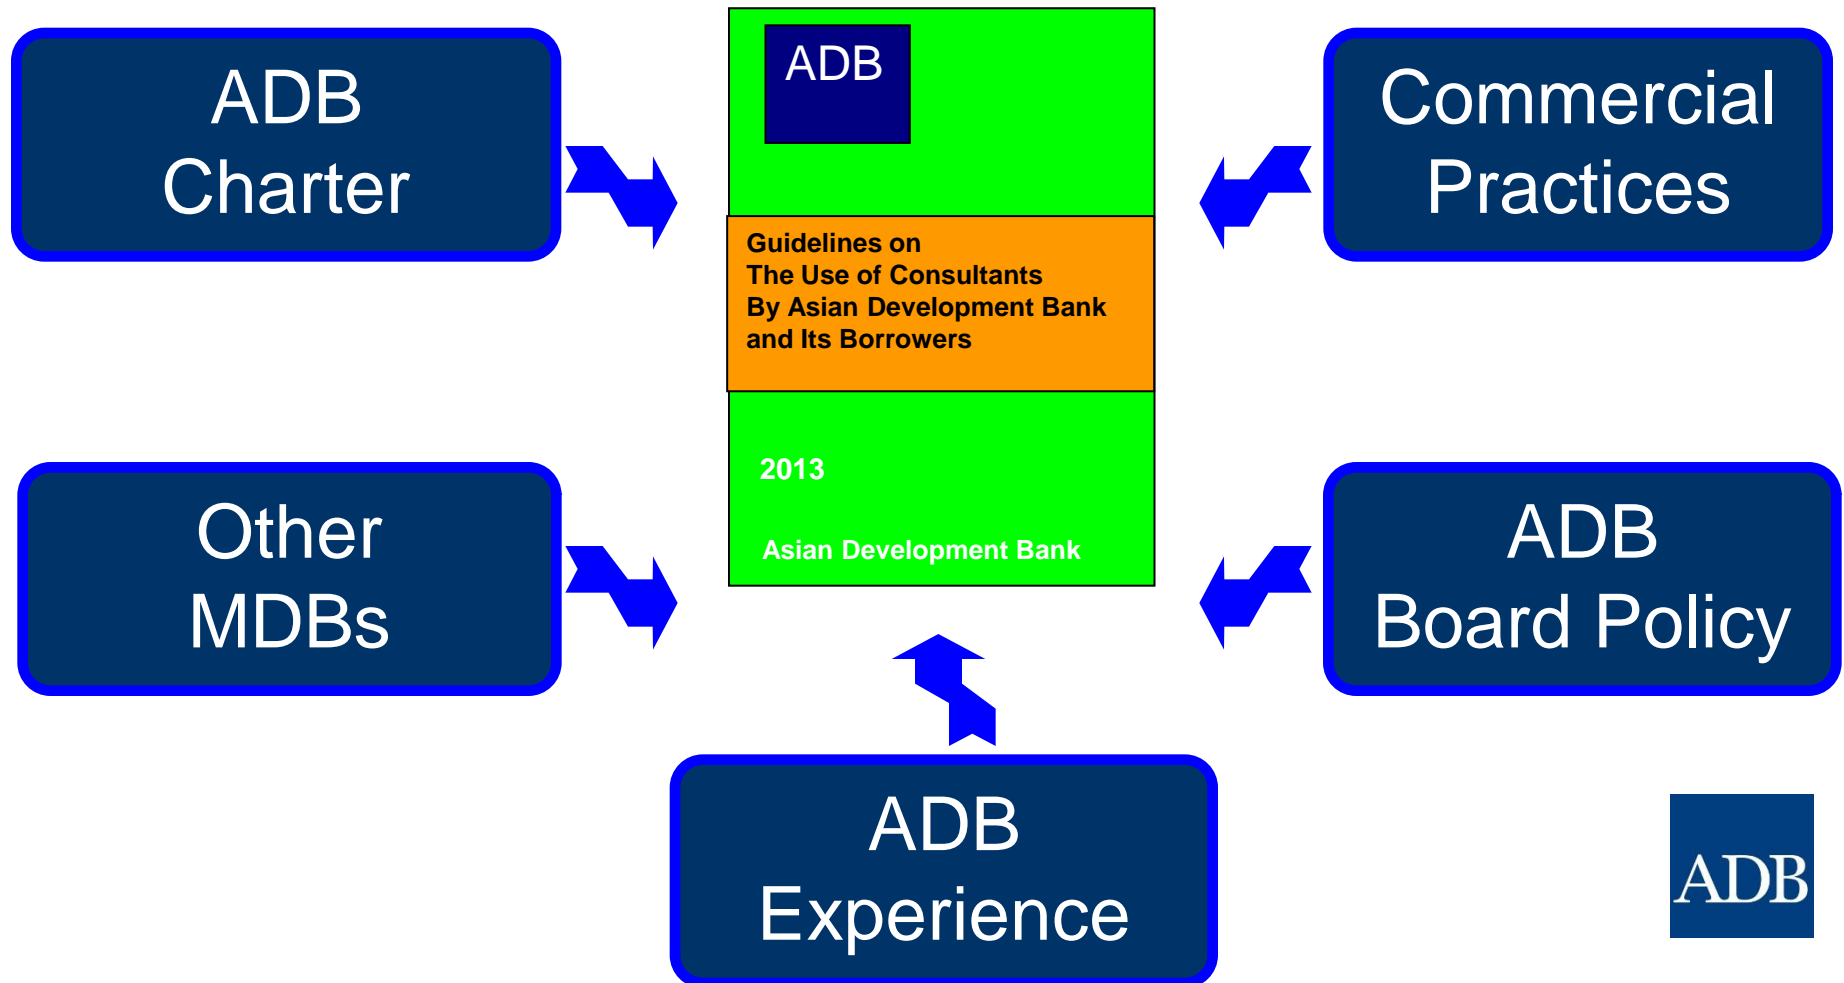 ADB
Charter
ADB
Commercial
Practices
Guidelines on
The Use of Consultants
By Asian Development Bank
and Its Borrowers
2013
Asian Development Bank
Other
MDBs
ADB
Board Policy
ADB
Experience
ADB